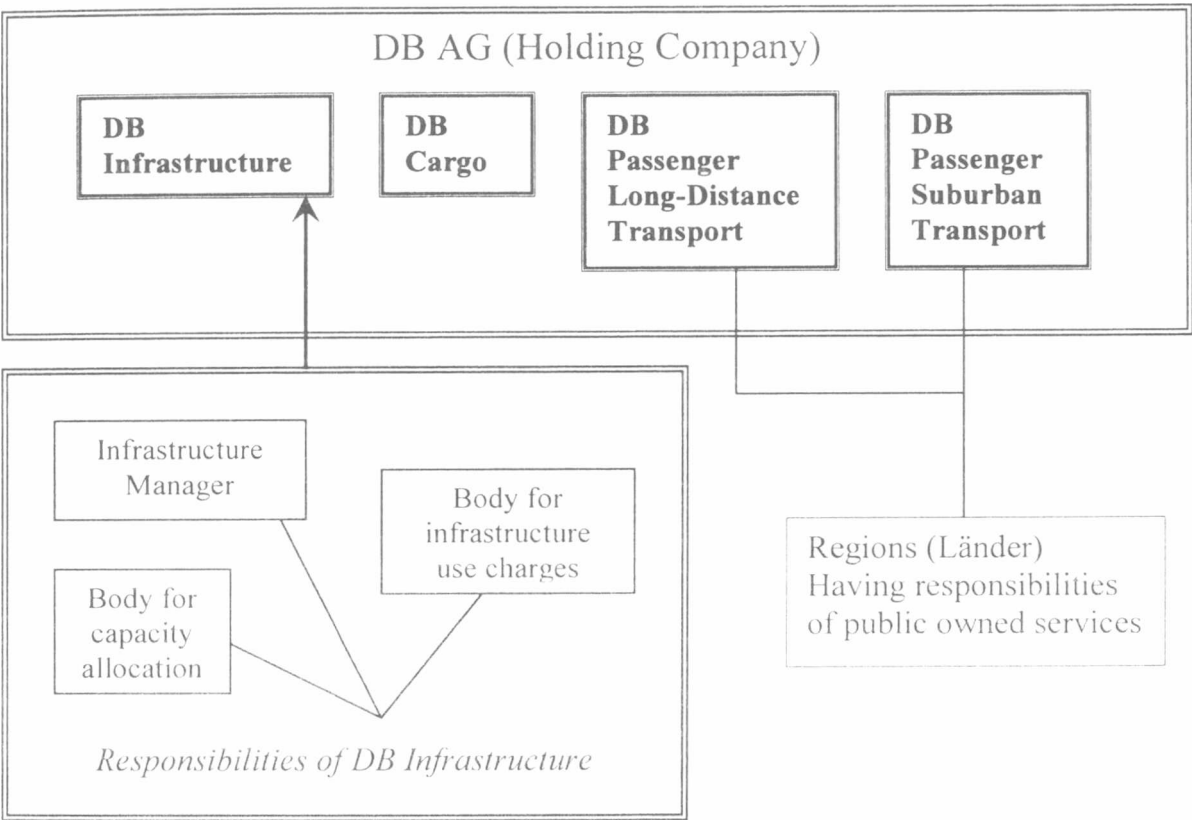 DB AG (Holding Company)
DB
Infrastructure
DB
Cargo
DB
Passenger
Long-Distance
Transport
DB
Passenger
Suburban
Transport
Infrastructure
Manager
Body for
infrastructure
use charges
Body for
capacity
allocation
Responsibilities of DB Infrastructure
Regions (Länder)
Having responsibilities
of public owned services